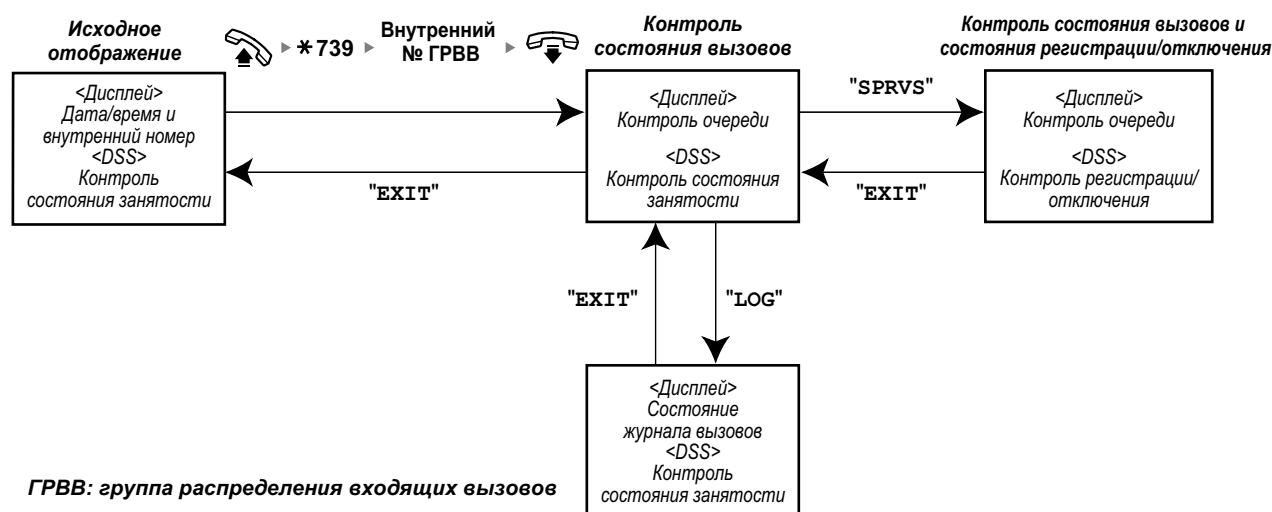 Исходное
отображение
✳739
Внутренний
№ ГРВВ
Контроль
состояния вызовов
Контроль состояния вызовов и
состояния регистрации/отключения
<Дисплей>
Дата/время и
внутренний номер
<DSS>
Контроль
состояния занятости
"EXIT"
<Дисплей>
Контроль очереди
<DSS>
Контроль состояния
занятости
"SPRVS"
"EXIT"
<Дисплей>
Контроль очереди
<DSS>
Контроль регистрации/
отключения
"EXIT"
"LOG"
<Дисплей>
Состояние
журнала вызовов
<DSS>
Контроль
состояния занятости
ГРВВ: группа распределения входящих вызовов